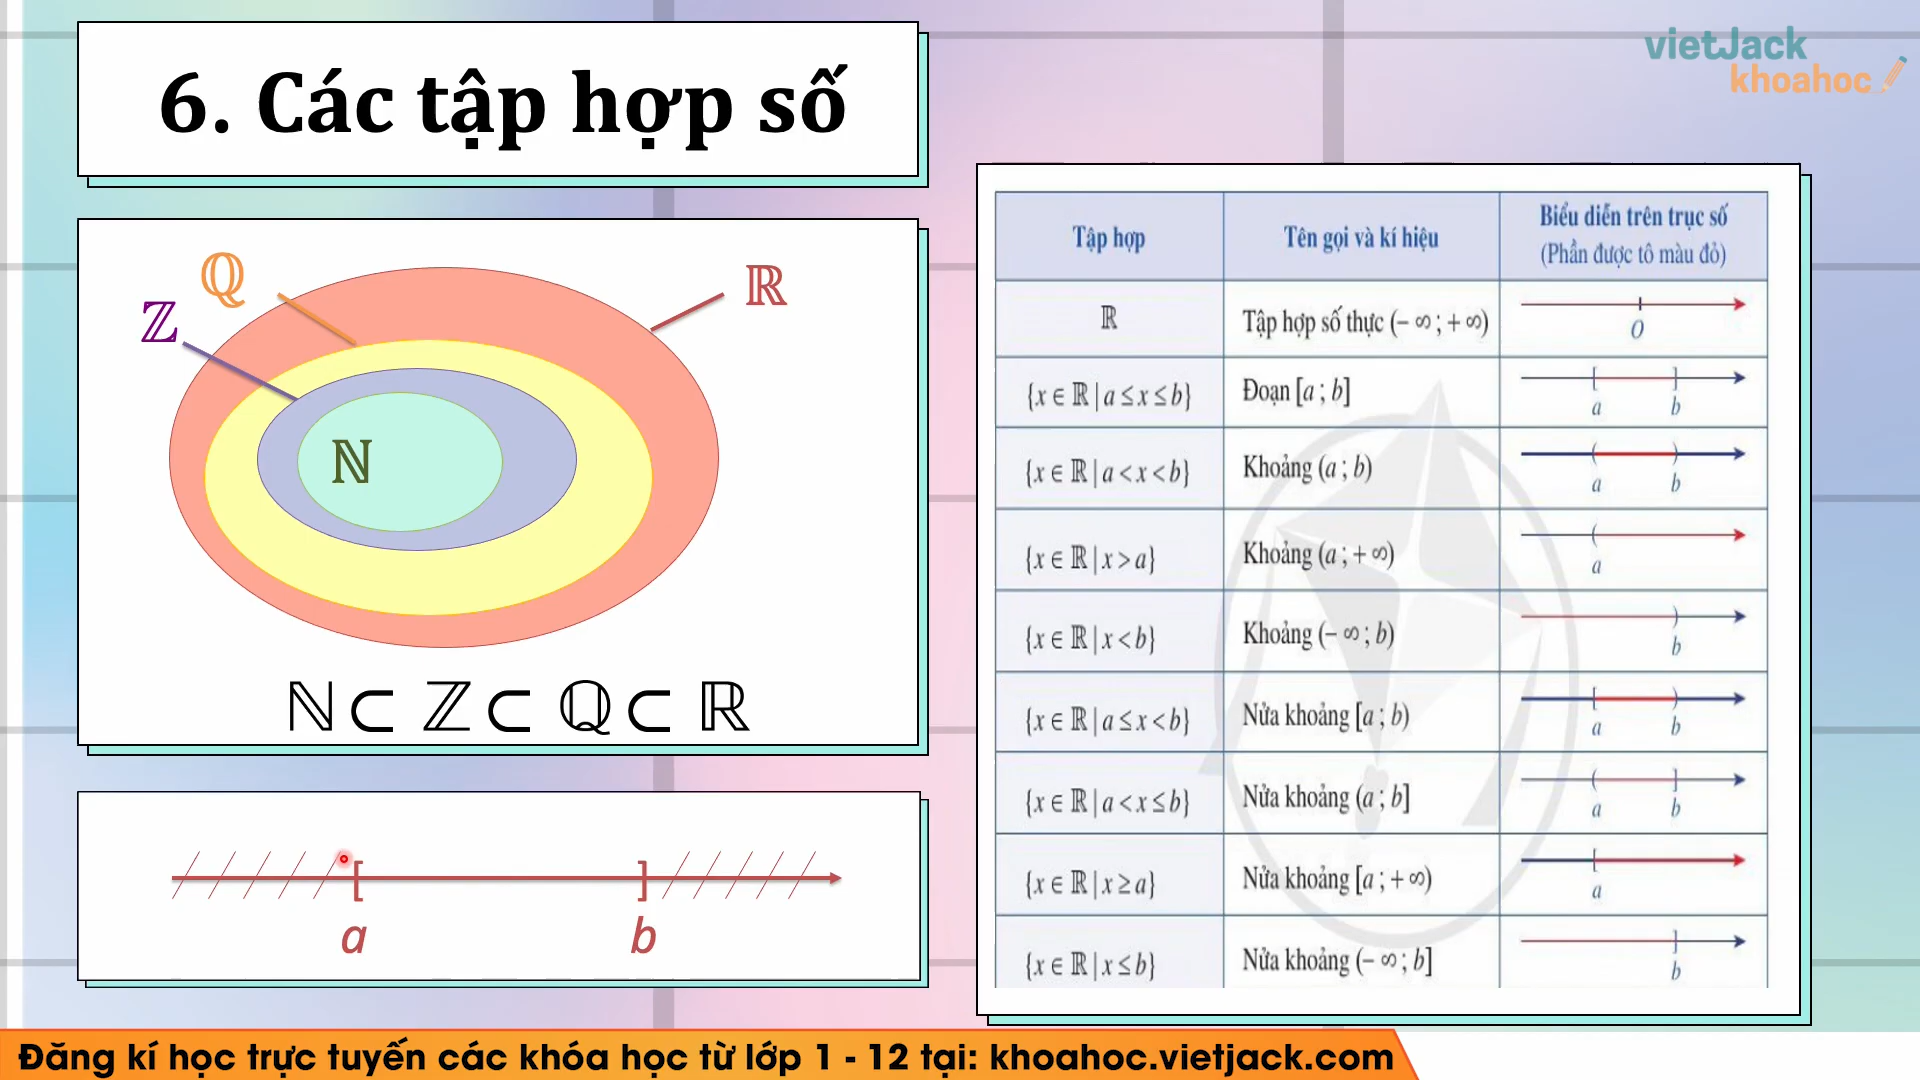 vietJack
khoahoc
6. Các tập hợp số
ℚ
ℝ
ℤ
ℕ
ℕ ⊂ ℤ ⊂ ℚ ⊂ ℝ
[ ]
a b
Tập hợp
Tên gọi và kí hiệu
Biểu diễn trên trục số
(Phần được tô màu đỏ)
ℝ
Tập hợp số thực (− ∞ ; + ∞)
O
{x ∈ ℝ | a ≤ x ≤ b}
Đoạn [a ; b]
[ ]
a b
{x ∈ ℝ | a < x < b}
Khoảng (a ; b)
( )
a b
{x ∈ ℝ | x > a}
Khoảng (a ; + ∞)
(
a
{x ∈ ℝ | x < b}
Khoảng (− ∞ ; b)
)
b
{x ∈ ℝ | a ≤ x < b}
Nửa khoảng [a ; b)
[ )
a b
{x ∈ ℝ | a < x ≤ b}
Nửa khoảng (a ; b]
( ]
a b
{x ∈ ℝ | x ≥ a}
Nửa khoảng [a ; + ∞)
[
a
{x ∈ ℝ | x ≤ b}
Nửa khoảng (− ∞ ; b]
]
b
Đăng kí học trực tuyến các khóa học từ lớp 1 - 12 tại: khoahoc.vietjack.com